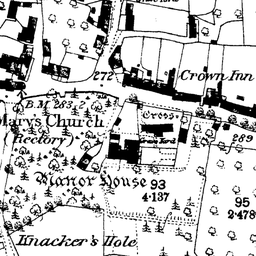 272
Crown Inn
B.M. 283.2
Mary's Church
(Rectory)
Cross
289
Manor House
93
4.137
95
2.478
Knacker's Hole